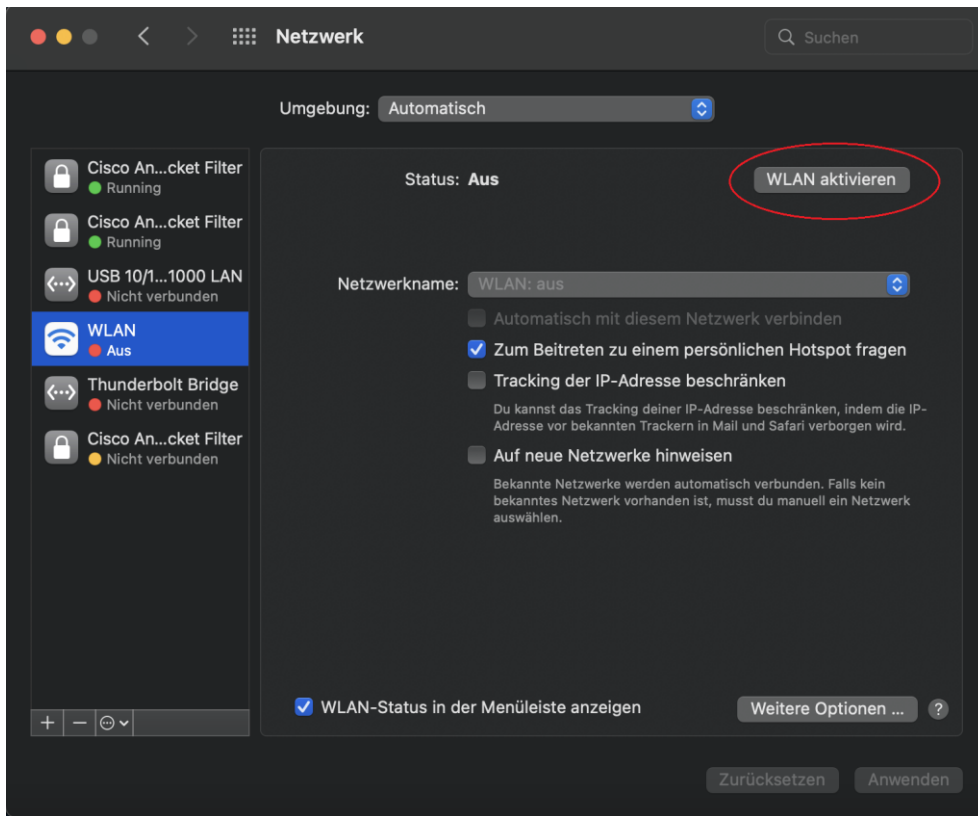 Netzwerk
Suchen
Umgebung: Automatisch
Cisco An...cket Filter
Running
Cisco An...cket Filter
Running
USB 10/1...1000 LAN
Nicht verbunden
WLAN
Aus
Thunderbolt Bridge
Nicht verbunden
Cisco An...cket Filter
Nicht verbunden
Status: Aus
WLAN aktivieren
Netzwerkname: WLAN: aus
Automatisch mit diesem Netzwerk verbinden
Zum Beitreten zu einem persönlichen Hotspot fragen
Tracking der IP-Adresse beschränken
Du kannst das Tracking deiner IP-Adresse beschränken, indem die IP-
Adresse vor bekannten Trackern in Mail und Safari verborgen wird.
Auf neue Netzwerke hinweisen
Bekannte Netzwerke werden automatisch verbunden. Falls kein
bekanntes Netzwerk vorhanden ist, musst du manuell ein Netzwerk
auswählen.
WLAN-Status in der Menüleiste anzeigen
Weitere Optionen ... ?
Zurücksetzen
Anwenden